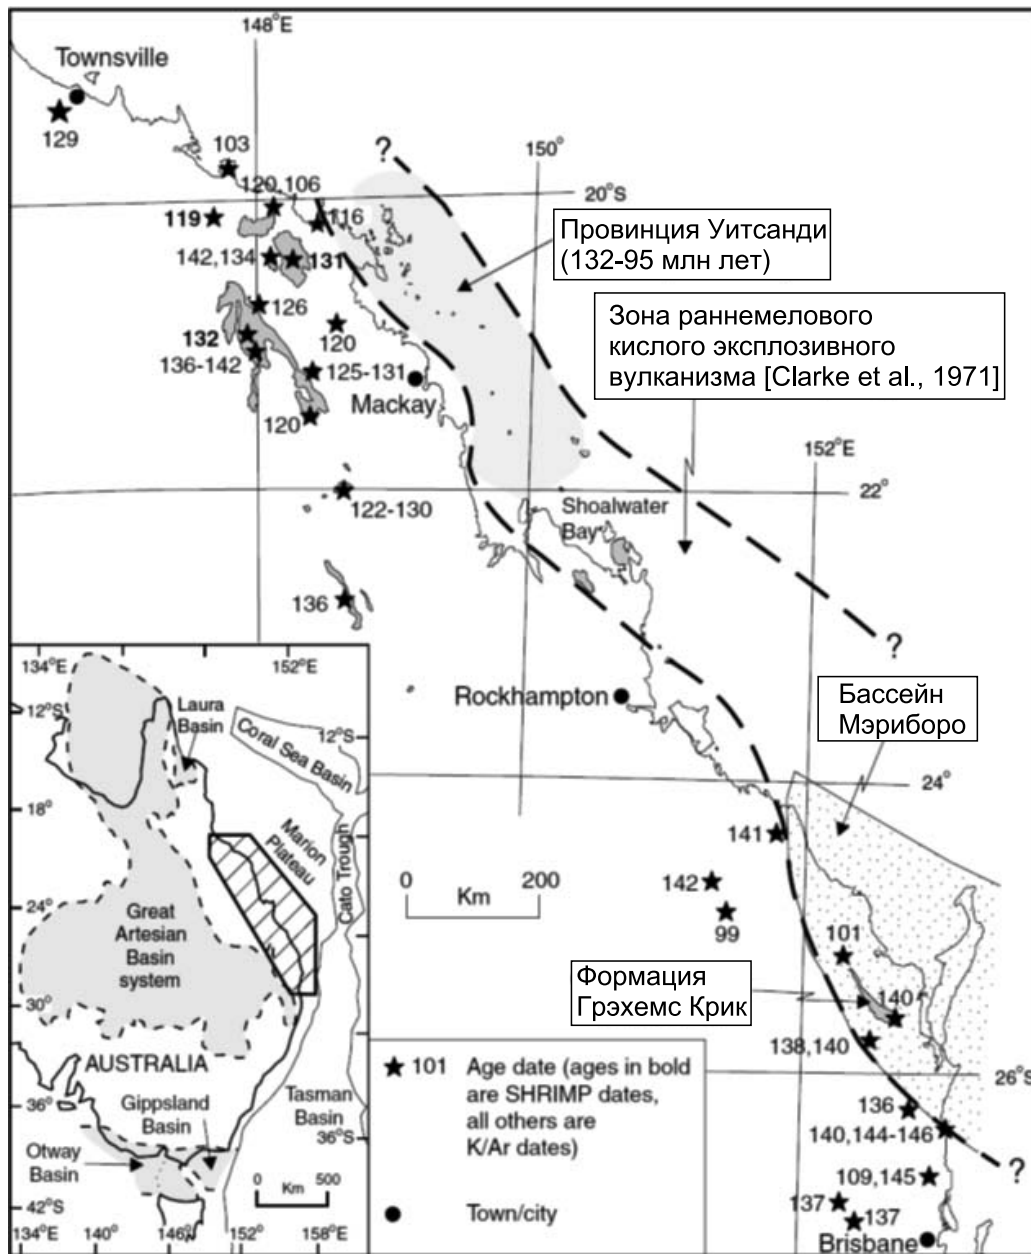 148°E
Townsville
129
103
150°
?
20°S
120,106
119
116
Провинция Уитсанди
(132-95 млн лет)
142,134
131
126
Зона раннемелового
кислого эксплозивного
вулканизма [Clarke et al., 1971]
132
120
136-142
125-131
Mackay
120
152°E
22°
122-130
Shoalwater
Bay
136
?
Rockhampton
Бассейн
Мэриборо
24°
141
142
99
0
200
Km
101
Формация
Грэхемс Крик
140
138,140
26°S
136
140,144-146
?
109,145
137
137
Brisbane
134°E
152°E
Laura
Basin
12°S
12°S
Coral Sea Basin
18°
Marion
Plateau
Cato Trough
24°
Great
Artesian
Basin
system
30°
AUSTRALIA
36°
Gippsland
Basin
Tasman
Basin
36°S
Otway
Basin
0
500
Km
42°S
134°E
140°
146°
152°
158°E
101 Age date (ages in bold
are SHRIMP dates,
all others are
K/Ar dates)
Town/city